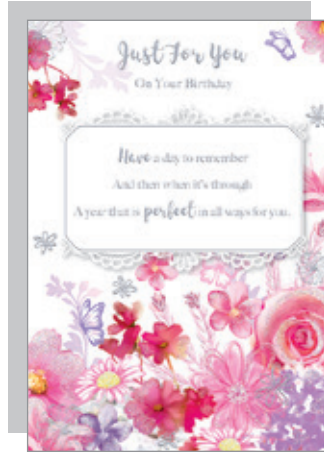 Just For You
On Your Birthday
Have a day to remember
And then when it's through
A year that is perfect in all ways for you.